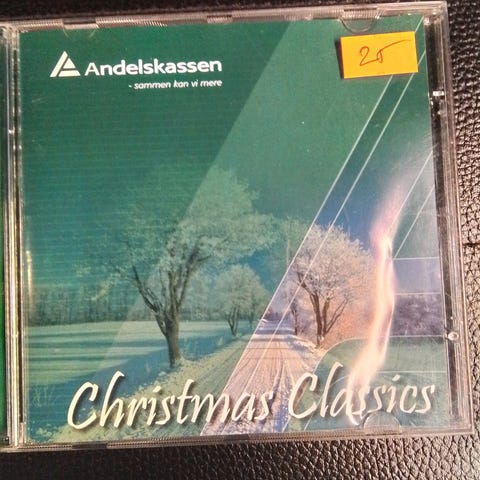 Andelskassen
- sammen kan vi mere
25
Christmas Classics